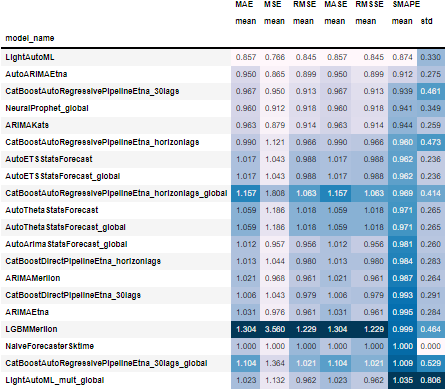 MAE MSE RMSE MASE RMSSE SMAPE
mean mean mean mean mean mean std
model_name
LightAutoML 0.857 0.766 0.845 0.857 0.845 0.874 0.330
AutoARIMAEtna 0.950 0.865 0.899 0.950 0.899 0.912 0.275
CatBoostAutoRegressivePipelineEtna_30lags 0.967 0.950 0.913 0.967 0.913 0.939 0.461
NeuralProphet_global 0.960 0.912 0.918 0.960 0.918 0.941 0.349
ARIMAKats 0.963 0.879 0.914 0.963 0.914 0.944 0.259
CatBoostAutoRegressivePipelineEtna_horizonlags 0.990 1.121 0.966 0.990 0.966 0.960 0.473
AutoETSStatsForecast 1.017 1.043 0.988 1.017 0.988 0.962 0.236
AutoETSStatsForecast_global 1.017 1.043 0.988 1.017 0.988 0.962 0.236
CatBoostAutoRegressivePipelineEtna_horizonlags_global 1.157 1.808 1.063 1.157 1.063 0.969 0.414
AutoThetaStatsForecast 1.059 1.186 1.018 1.059 1.018 0.971 0.265
AutoThetaStatsForecast_global 1.059 1.186 1.018 1.059 1.018 0.971 0.265
AutoArimaStatsForecast_global 1.012 0.957 0.956 1.012 0.956 0.981 0.260
CatBoostDirectPipelineEtna_horizonlags 1.013 1.044 0.980 1.013 0.980 0.984 0.283
ARIMAMerlion 1.021 0.968 0.961 1.021 0.961 0.987 0.264
CatBoostDirectPipelineEtna_30lags 1.006 1.043 0.979 1.006 0.979 0.993 0.291
ARIMAEtna 1.031 0.976 0.961 1.031 0.961 0.995 0.284
LGBMMerlion 1.304 3.560 1.229 1.304 1.229 0.999 0.464
NaiveForecasterSktime 1.000 1.000 1.000 1.000 1.000 1.000 0.000
CatBoostAutoRegressivePipelineEtna_30lags_global 1.104 1.364 1.021 1.104 1.021 1.009 0.529
LightAutoML_mult_global 1.023 1.132 0.962 1.023 0.962 1.035 0.806